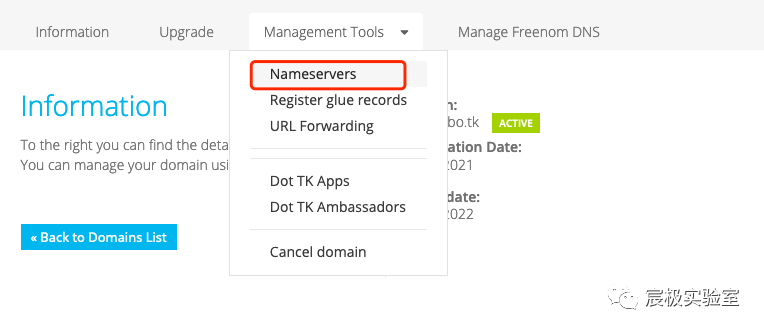 Information Upgrade Management Tools Manage Freenom DNS
Nameservers
Register glue records
URL Forwarding
Dot TK Apps
Dot TK Ambassadors
Cancel domain
Information
To the right you can find the deta
You can manage your domain usi
« Back to Domains List
n:
bo.tk ACTIVE
ation Date:
2021
date:
2022
宸极实验室